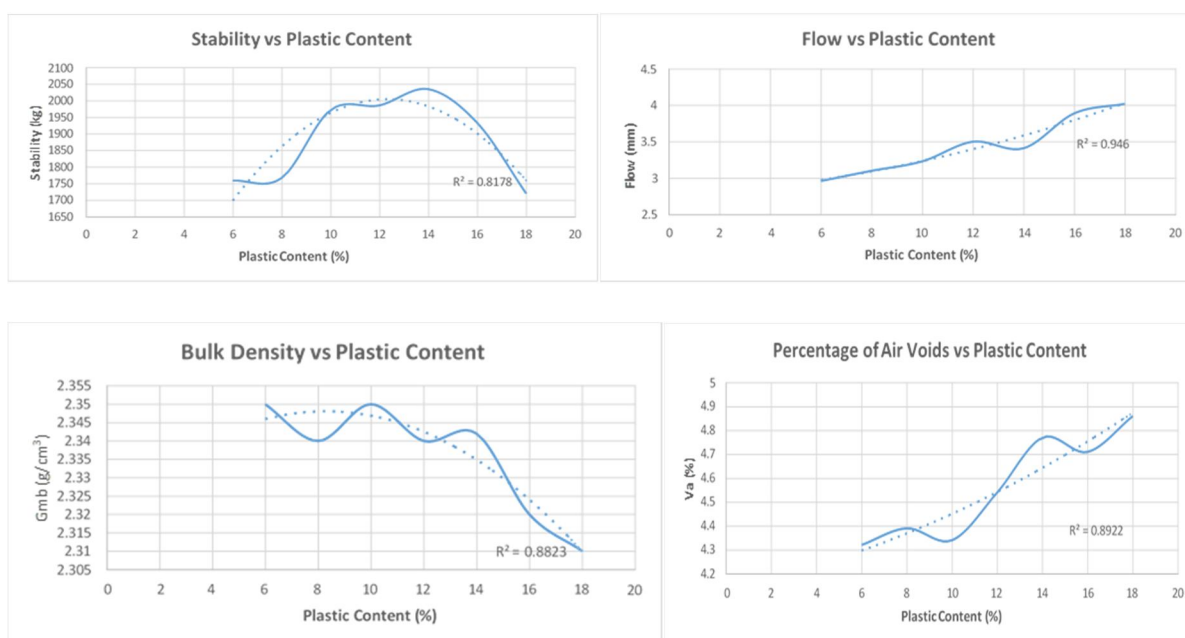 Stability vs Plastic Content
2100
2050
2000
1950
1900
1850
1800
1750
1700
1650
Stability (kg)
R² = 0.8178
0 2 4 6 8 10 12 14 16 18 20
Plastic Content (%)
Flow vs Plastic Content
4.5
4
3.5
3
2.5
Flow (mm)
R² = 0.946
0 2 4 6 8 10 12 14 16 18 20
Plastic Content (%)
Bulk Density vs Plastic Content
2.355
2.35
2.345
2.34
2.335
2.33
2.325
2.32
2.315
2.31
2.305
Gmb (g/cm³)
R² = 0.8823
0 2 4 6 8 10 12 14 16 18 20
Plastic Content (%)
Percentage of Air Voids vs Plastic Content
5
4.9
4.8
4.7
4.6
4.5
4.4
4.3
4.2
Va (%)
R² = 0.8922
0 2 4 6 8 10 12 14 16 18 20
Plastic Content (%)